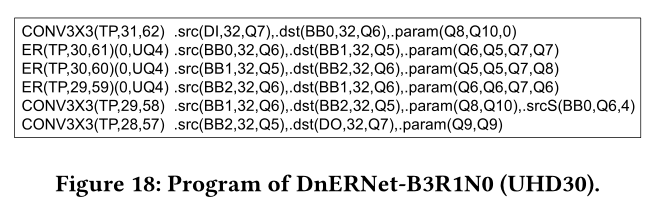 CONV3X3(TP,31,62) .src(DI,32,Q7),.dst(BB0,32,Q6),.param(Q8,Q10,0)
ER(TP,30,61)(0,UQ4) .src(BB0,32,Q6),.dst(BB1,32,Q5),.param(Q6,Q5,Q7,Q7)
ER(TP,30,60)(0,UQ4) .src(BB1,32,Q5),.dst(BB2,32,Q6),.param(Q5,Q5,Q7,Q8)
ER(TP,29,59)(0,UQ4) .src(BB2,32,Q6),.dst(BB1,32,Q6),.param(Q6,Q6,Q7,Q6)
CONV3X3(TP,29,58) .src(BB1,32,Q6),.dst(BB2,32,Q5),.param(Q8,Q10),.srcS(BB0,Q6,4)
CONV3X3(TP,28,57) .src(BB2,32,Q5),.dst(DO,32,Q7),.param(Q9,Q9)
Figure 18: Program of DnERNet-B3R1N0 (UHD30).